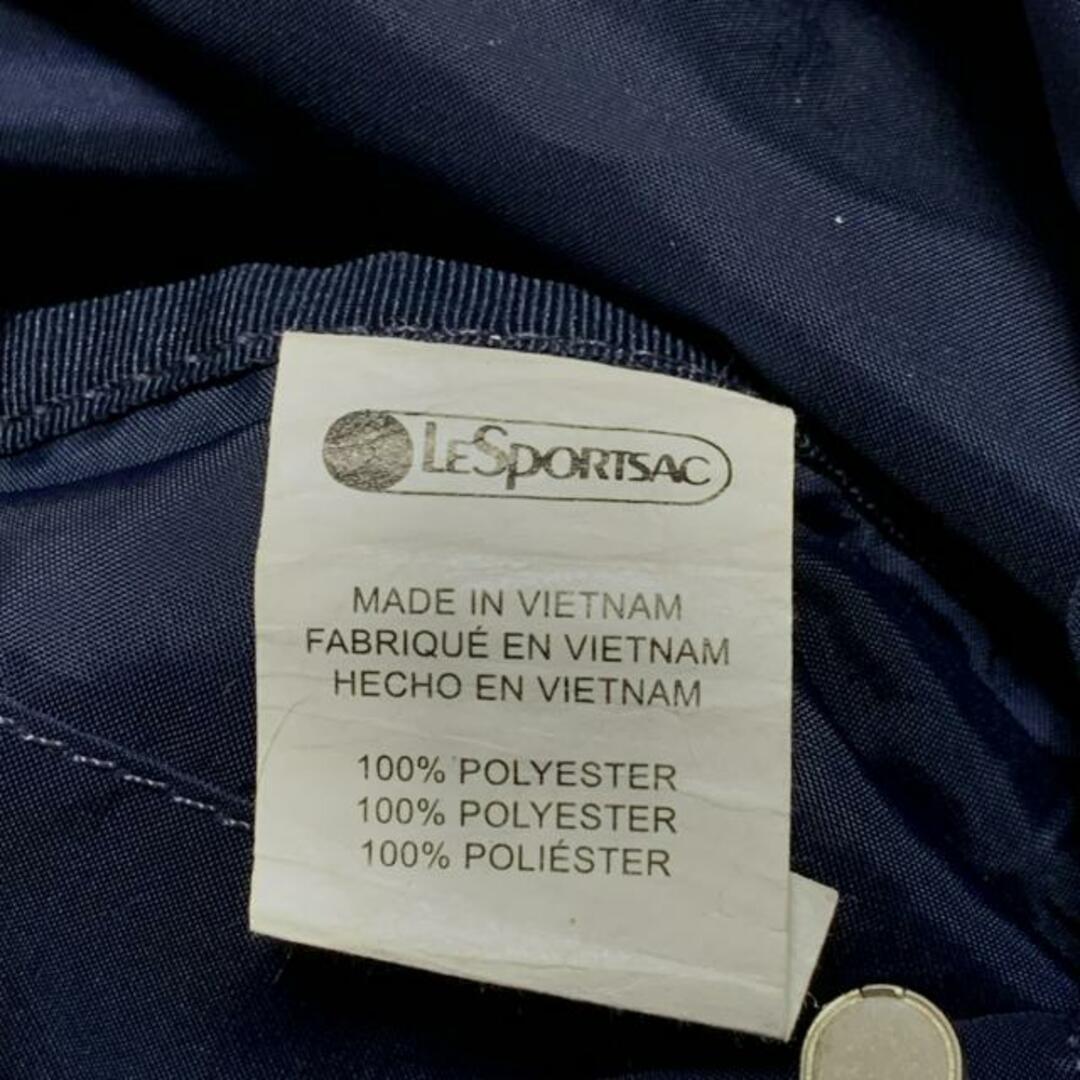 LeSportsac
MADE IN VIETNAM
FABRIQUÉ EN VIETNAM
HECHO EN VIETNAM
100% POLYESTER
100% POLYESTER
100% POLIÉSTER